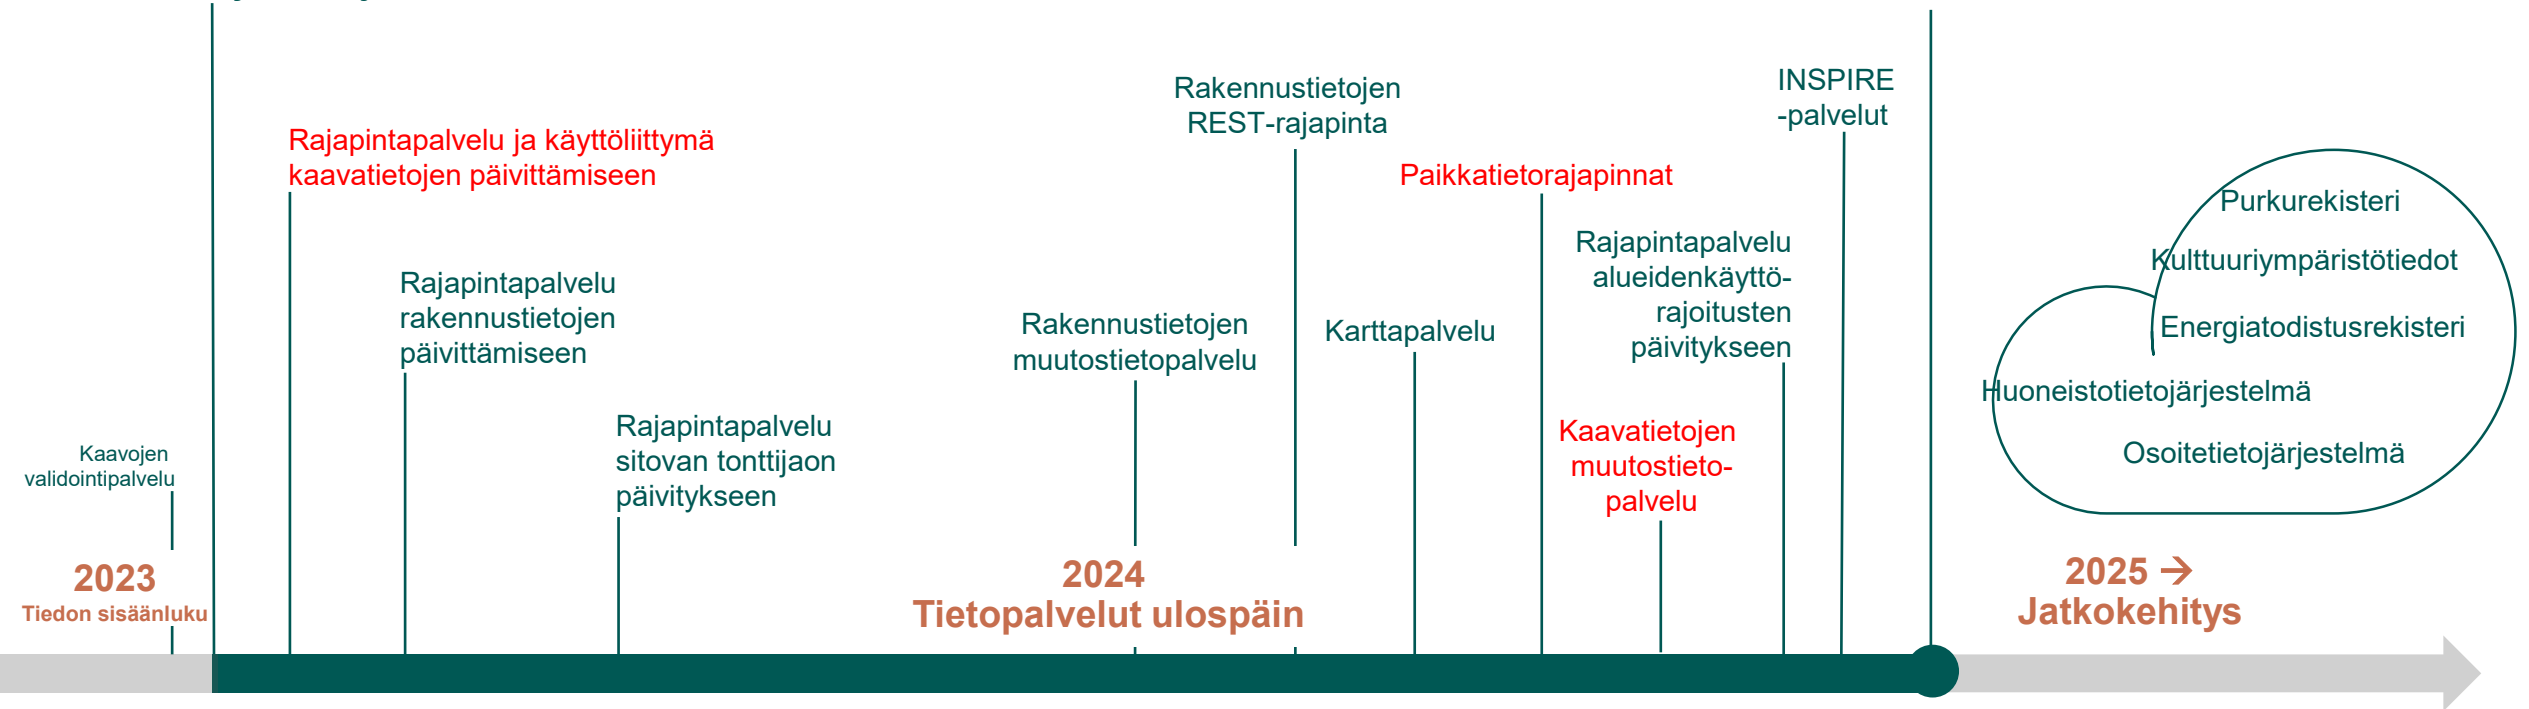 Kaavojen
validointipalvelu
2023
Tiedon sisäänluku
Rajapintapalvelu ja käyttöliittymä
kaavatietojen päivittämiseen
Rajapintapalvelu
rakennustietojen
päivittämiseen
Rajapintapalvelu
sitovan tonttijaon
päivitykseen
Rakennustietojen
muutostietopalvelu
2024
Tietopalvelut ulospäin
Rakennustietojen
REST-rajapinta
Karttapalvelu
Paikkatietorajapinnat
Kaavatietojen
muutostieto-
palvelu
Rajapintapalvelu
alueidenkäyttö-
rajoitusten
päivitykseen
INSPIRE
-palvelut
Purkurekisteri
Kulttuuriympäristötiedot
Energiatodistusrekisteri
Huoneistotietojärjestelmä
Osoitetietojärjestelmä
2025 →
Jatkokehitys